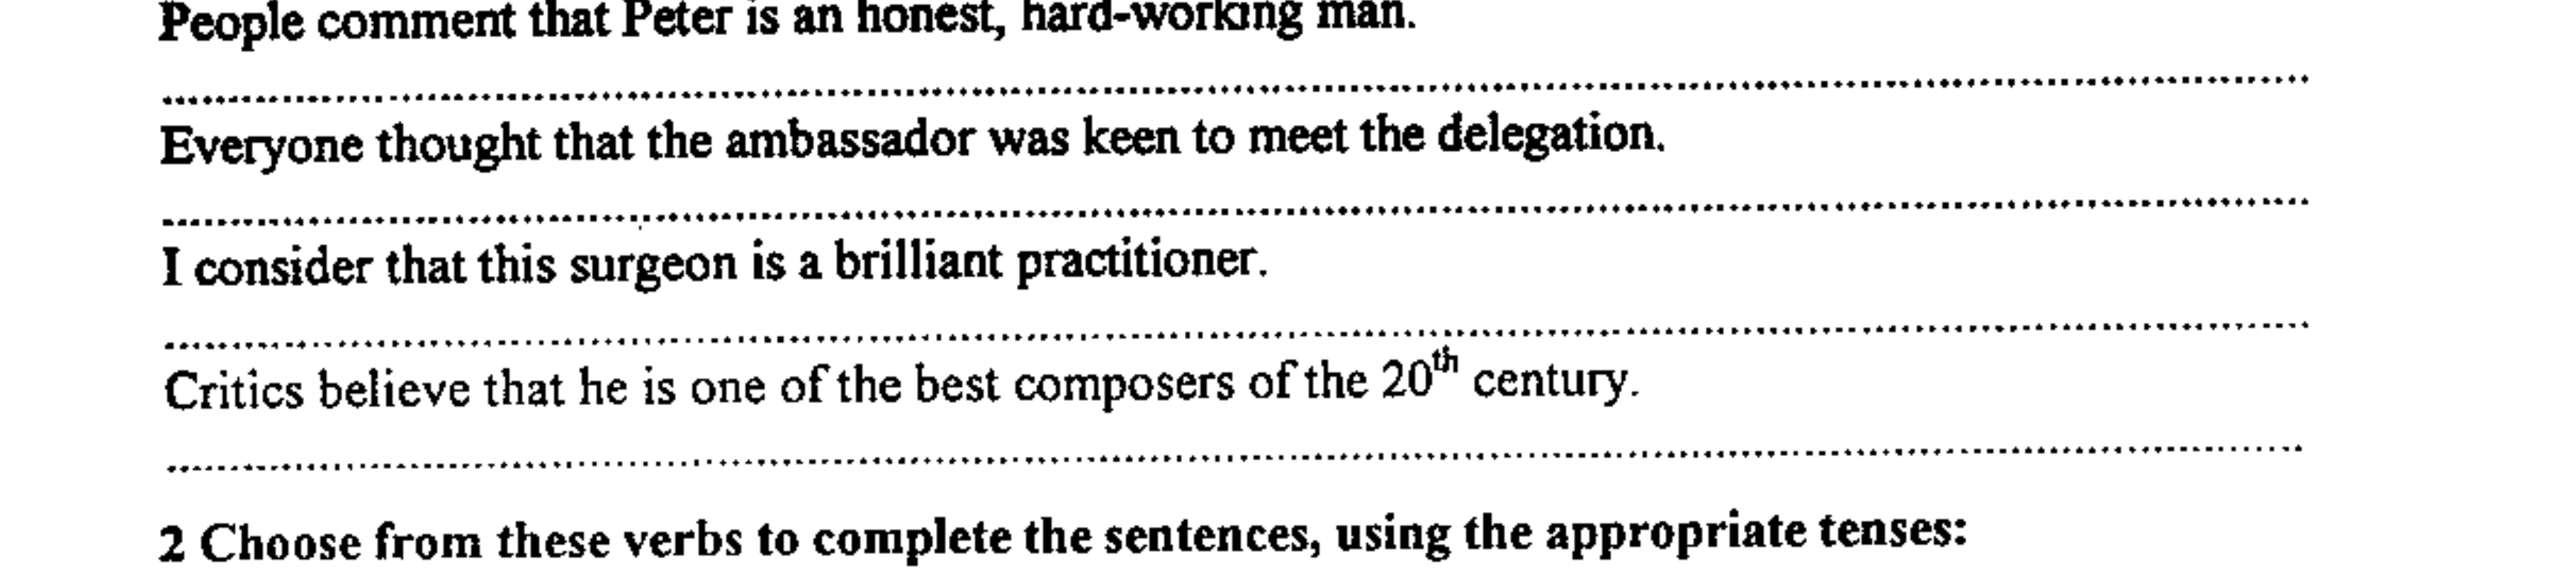 People comment that Peter is an honest, hard-working man.
Everyone thought that the ambassador was keen to meet the delegation.
I consider that this surgeon is a brilliant practitioner.
Critics believe that he is one of the best composers of the 20th century.
2 Choose from these verbs to complete the sentences, using the appropriate tenses: